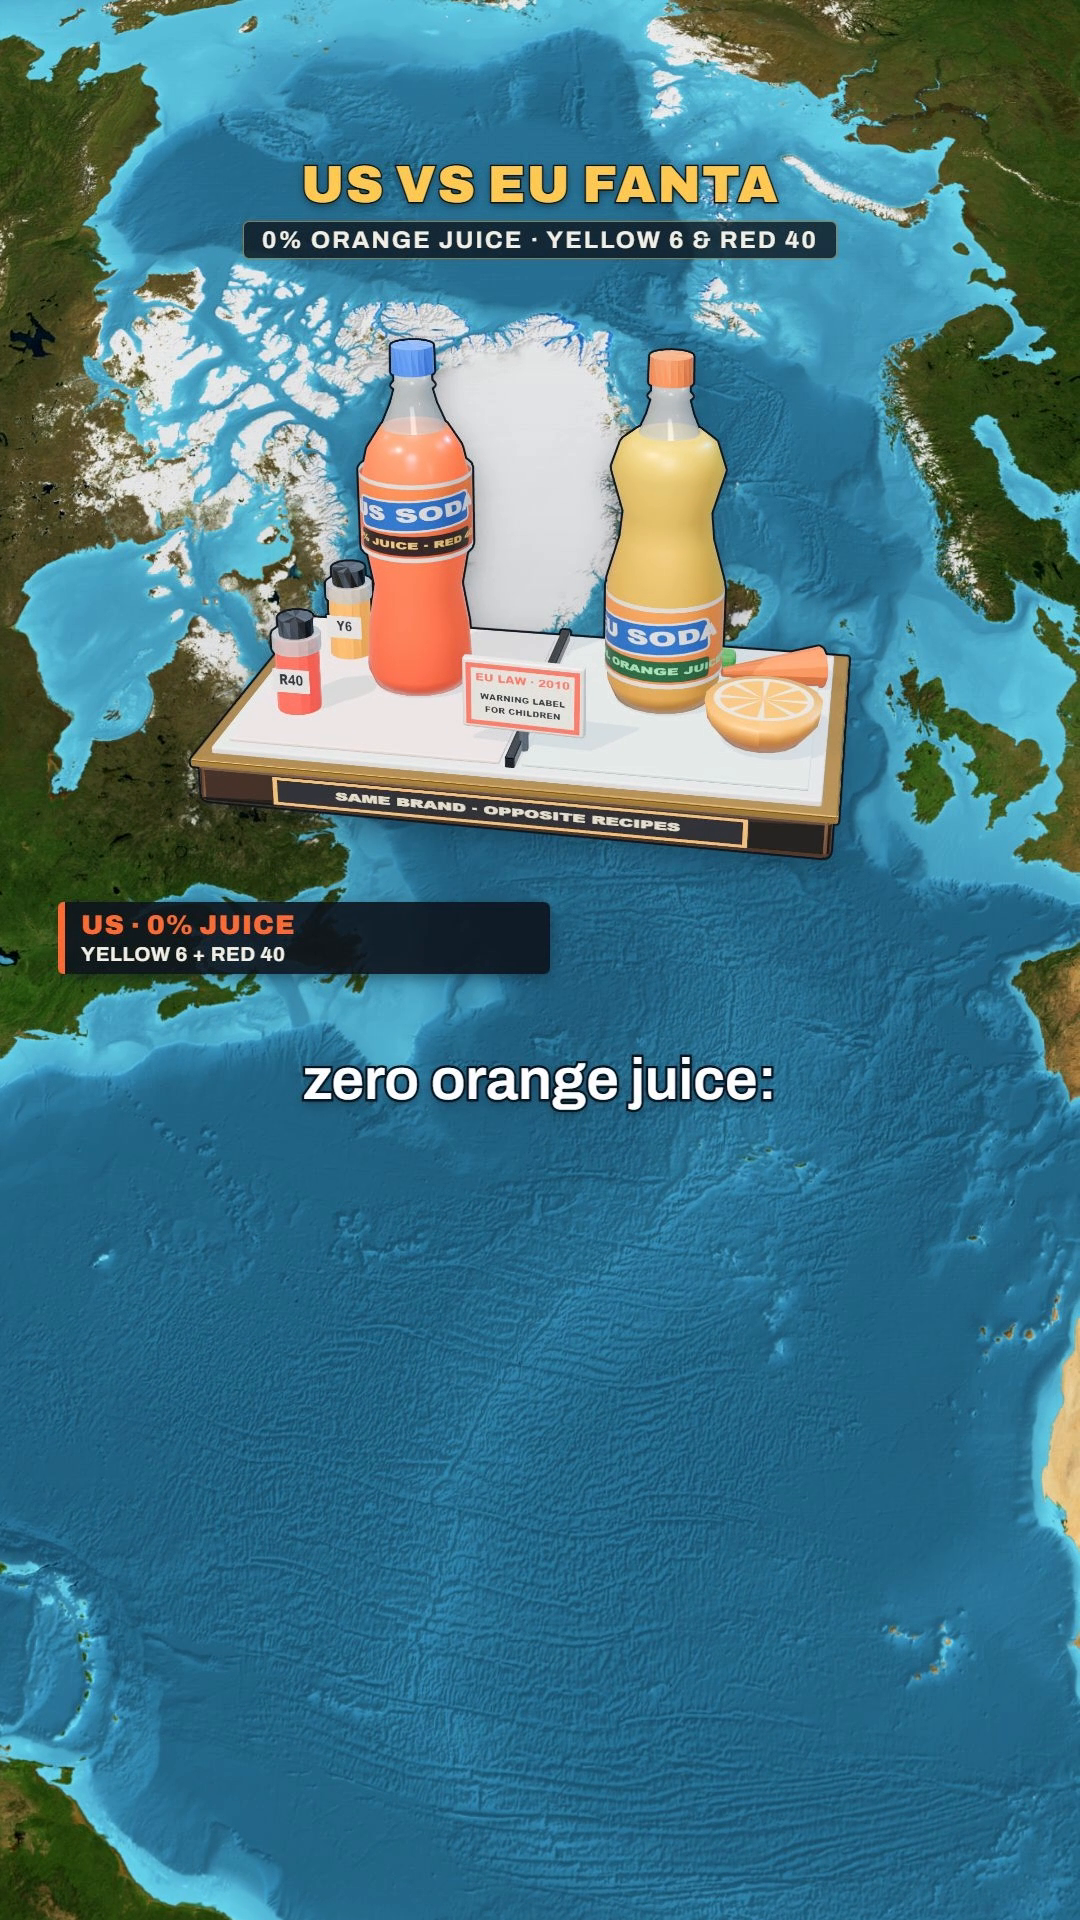 US VS EU FANTA
0% ORANGE JUICE · YELLOW 6 & RED 40
US SODA
% JUICE - RED
Y6
R40
U SODA
ORANGE JUIC
EU LAW · 2010
WARNING LABEL
FOR CHILDREN
SAME BRAND - OPPOSITE RECIPES
US · 0% JUICE
YELLOW 6 + RED 40
zero orange juice: